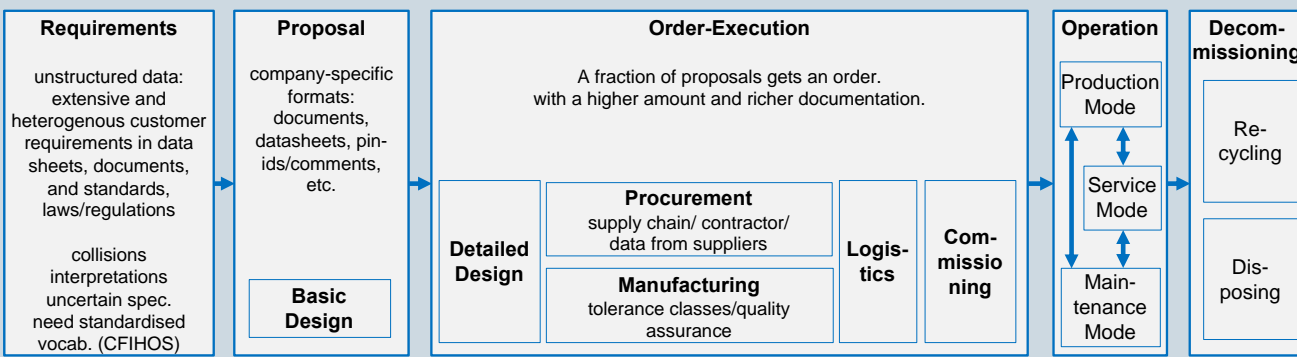 Requirements
unstructured data:
extensive and
heterogenous customer
requirements in data
sheets, documents,
and standards,
laws/regulations
collisions
interpretations
uncertain spec.
need standardised
vocab. (CFIHOS)
Proposal
company-specific
formats:
documents,
datasheets, pin-
ids/comments,
etc.
Basic
Design
Order-Execution
A fraction of proposals gets an order.
with a higher amount and richer documentation.
Detailed
Design
Procurement
supply chain/ contractor/
data from suppliers
Manufacturing
tolerance classes/quality
assurance
Logis-
tics
Com-
missio
ning
Operation
Production
Mode
Service
Mode
Main-
tenance
Mode
Decom-
missioning
Re-
cycling
Dis-
posing